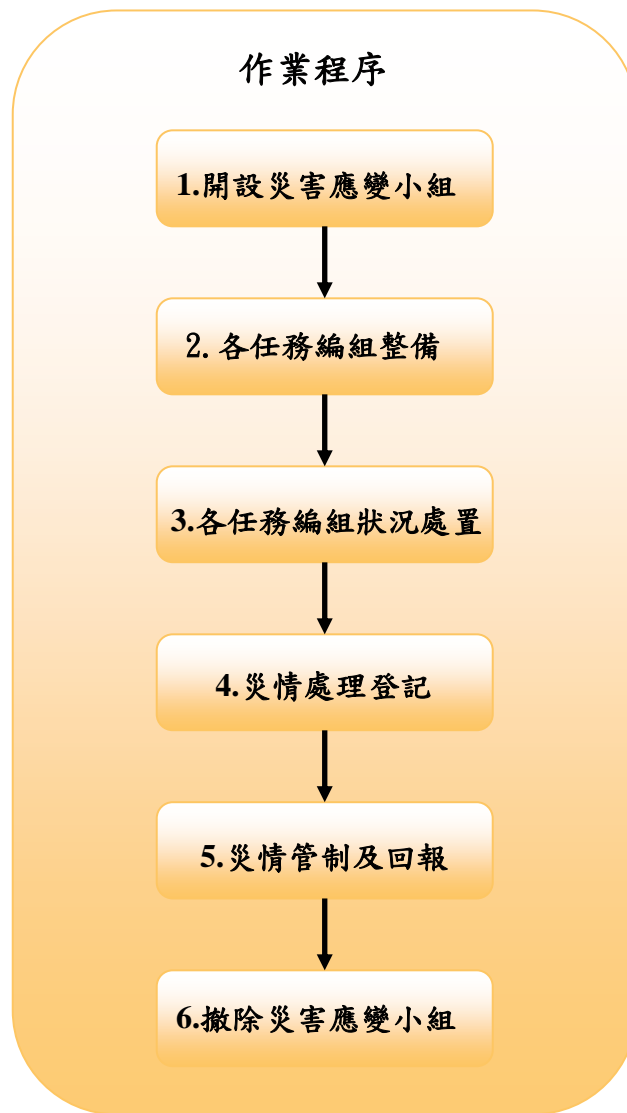 作業程序
1.開設災害應變小組
2. 各任務編組整備
3.各任務編組狀況處置
4.災情處理登記
5.災情管制及回報
6.撤除災害應變小組